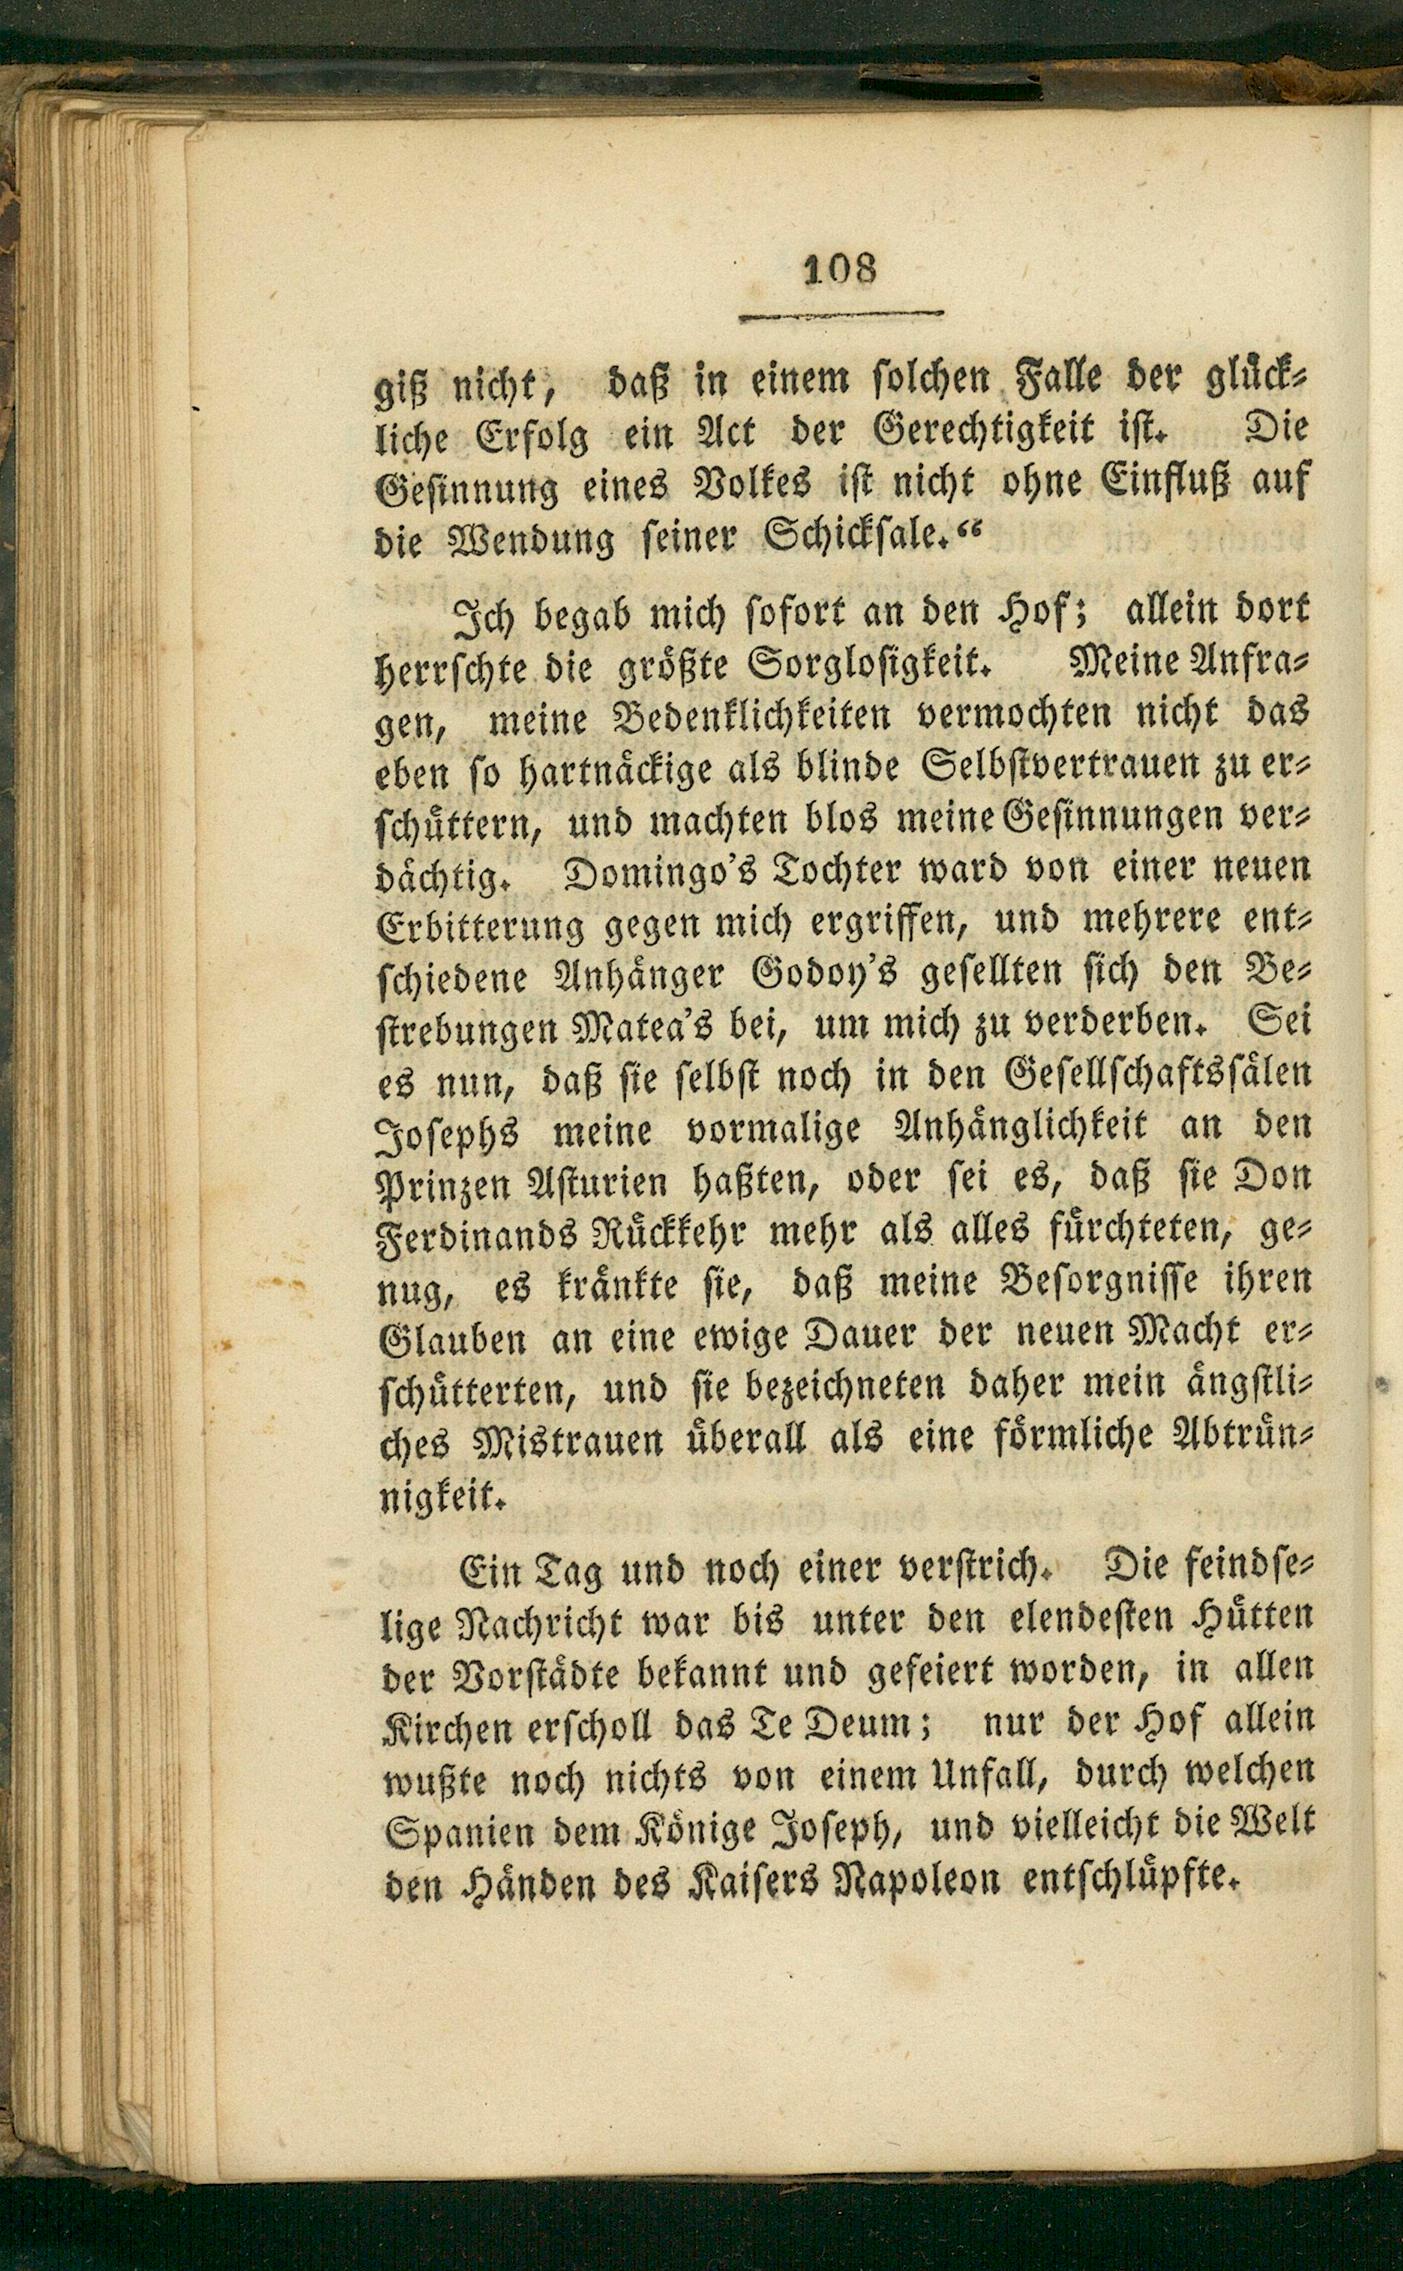 108
giß nicht, daß in einem solchen Falle der glück⸗
liche Erfolg ein Act der Gerechtigkeit ist. Die
Gesinnung eines Volkes ist nicht ohne Einfluß auf
die Wendung seiner Schicksale.“
Ich begab mich sofort an den Hof; allein dort
herrschte die größte Sorglosigkeit. Meine Anfra⸗
gen, meine Bedenklichkeiten vermochten nicht das
eben so hartnäckige als blinde Selbstvertrauen zu er⸗
schüttern, und machten blos meine Gesinnungen ver⸗
dächtig. Domingo's Tochter ward von einer neuen
Erbitterung gegen mich ergriffen, und mehrere ent⸗
schiedene Anhänger Godoy's gesellten sich den Be⸗
strebungen Matea's bei, um mich zu verderben. Sei
es nun, daß sie selbst noch in den Gesellschaftssälen
Josephs meine vormalige Anhänglichkeit an den
Prinzen Asturien haßten, oder sei es, daß sie Don
Ferdinands Rückkehr mehr als alles fürchteten, ge⸗
nug, es kränkte sie, daß meine Besorgnisse ihren
Glauben an eine ewige Dauer der neuen Macht er⸗
schütterten, und sie bezeichneten daher mein ängstli⸗
ches Mistrauen überall als eine förmliche Abtrün⸗
nigkeit.
Ein Tag und noch einer verstrich. Die feindse⸗
lige Nachricht war bis unter den elendesten Hütten
der Vorstädte bekannt und gefeiert worden, in allen
Kirchen erscholl das Te Deum; nur der Hof allein
wußte noch nichts von einem Unfall, durch welchen
Spanien dem Könige Joseph, und vielleicht die Welt
den Händen des Kaisers Napoleon entschlüpfte.